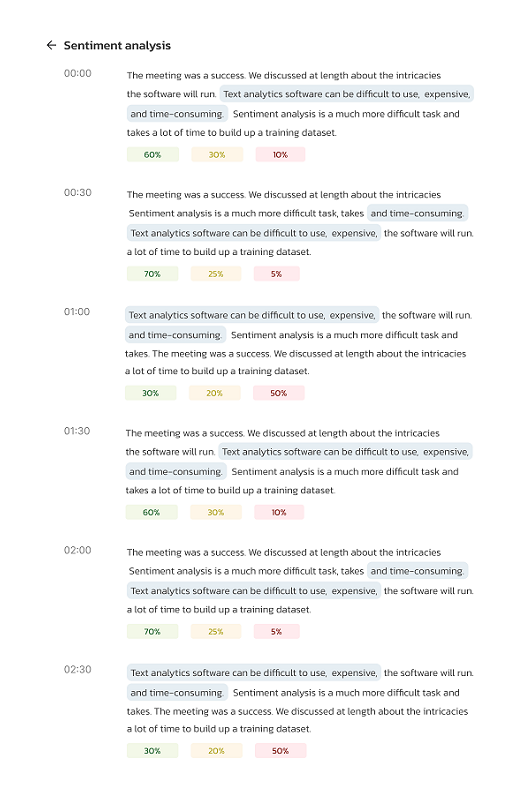 Sentiment analysis
00:00
The meeting was a success. We discussed at length about the intricacies
the software will run. Text analytics software can be difficult to use, expensive,
and time-consuming. Sentiment analysis is a much more difficult task and
takes a lot of time to build up a training dataset.
60% 30% 10%
00:30
The meeting was a success. We discussed at length about the intricacies
Sentiment analysis is a much more difficult task, takes and time-consuming.
Text analytics software can be difficult to use, expensive, the software will run.
a lot of time to build up a training dataset.
70% 25% 5%
01:00
Text analytics software can be difficult to use, expensive, the software will run.
and time-consuming. Sentiment analysis is a much more difficult task and
takes. The meeting was a success. We discussed at length about the intricacies
a lot of time to build up a training dataset.
30% 20% 50%
01:30
The meeting was a success. We discussed at length about the intricacies
the software will run. Text analytics software can be difficult to use, expensive,
and time-consuming. Sentiment analysis is a much more difficult task and
takes a lot of time to build up a training dataset.
60% 30% 10%
02:00
The meeting was a success. We discussed at length about the intricacies
Sentiment analysis is a much more difficult task, takes and time-consuming.
Text analytics software can be difficult to use, expensive, the software will run.
a lot of time to build up a training dataset.
70% 25% 5%
02:30
Text analytics software can be difficult to use, expensive, the software will run.
and time-consuming. Sentiment analysis is a much more difficult task and
takes. The meeting was a success. We discussed at length about the intricacies
a lot of time to build up a training dataset.
30% 20% 50%